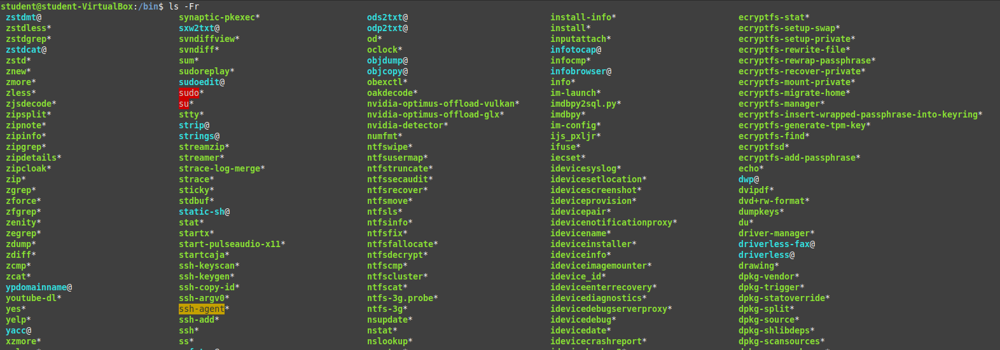 student@student-VirtualBox:/bin$ ls -Fr
zstdmt@ synaptic-pkexec* ods2txt@ install-info* ecryptfs-stat*
zstdless* sxw2txt@ odp2txt@ install* ecryptfs-setup-swap*
zstdgrep* svndiffview* od* inputattach* ecryptfs-setup-private*
zstdcat@ svndiff* oclock* infotocap@ ecryptfs-rewrite-file*
zstd* sum* objdump@ infocmp* ecryptfs-rewrap-passphrase*
znew* sudoreplay* objcopy@ infobrowser@ ecryptfs-recover-private*
zmore* sudoedit@ obexctl* info* ecryptfs-mount-private*
zless* sudo* oakdecode* im-launch* ecryptfs-migrate-home*
zjsdecode* su* nvidia-optimus-offload-vulkan* imdbpy2sql.py* ecryptfs-manager*
zipsplit* stty* nvidia-optimus-offload-glx* imdbpy* ecryptfs-insert-wrapped-passphrase-into-keyring*
zipnote* strip@ nvidia-detector* im-config* ecryptfs-generate-tpm-key*
zipinfo* strings@ numfmt* ijs_pxljr* ecryptfs-find*
zipgrep* streamzip* ntfswipe* ifuse* ecryptfsd*
zipdetails* streamer* ntfsusermap* iecset* ecryptfs-add-passphrase*
zipcloak* strace-log-merge* ntfstruncate* idevicesyslog* echo*
zip* strace* ntfssecaudit* idevicesetlocation* dwp@
zgrep* sticky* ntfsrecover* idevicescreenshot* dvipdf*
zforce* stdbuf* ntfsmove* ideviceprovision* dvd+rw-format*
zfgrep* static-sh@ ntfsls* idevicepair* dumpkeys*
zenity* stat* ntfsinfo* idevicenotificationproxy* du*
zegrep* startx* ntfsfix* idevicename* driver-manager*
zdump* start-pulseaudio-x11* ntfsfallocate* ideviceinstaller* driverless-fax@
zdiff* startcaja* ntfsdecrypt* ideviceinfo* driverless@
zcmp* ssh-keyscan* ntfscmp* ideviceimagemounter* drawing*
zcat* ssh-keygen* ntfscluster* idevice_id* dpkg-vendor*
ypdomainname@ ssh-copy-id* ntfscat* ideviceenterrecovery* dpkg-trigger*
youtube-dl* ssh-argv0* ntfs-3g.probe* idevicediagnostics* dpkg-statoverride*
yes* ssh-agent* ntfs-3g* idevicedebugserverproxy* dpkg-split*
yelp* ssh-add* nsupdate* idevicedebug* dpkg-source*
yacc@ ssh* nstat* idevicedate* dpkg-shlibdeps*
xzmore* ss* nslookup* idevicecrashreport* dpkg-scansources*